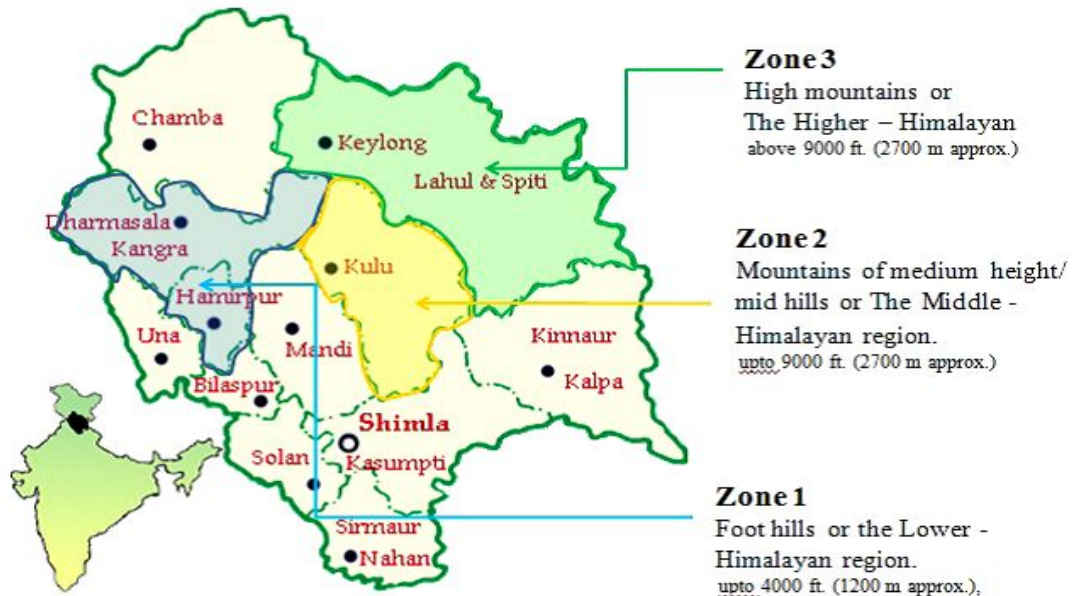 Chamba
Keylong
Lahul & Spiti
Dharmasala
Kangra
Kulu
Hamirpur
Una
Mandi
Kinnaur
Bilaspur
Kalpa
Shimla
Solan
Kasumpti
Sirmaur
Nahan
Zone 3
High mountains or
The Higher – Himalayan
above 9000 ft. (2700 m approx.)
Zone 2
Mountains of medium height/
mid hills or The Middle -
Himalayan region.
upto 9000 ft. (2700 m approx.)
Zone 1
Foot hills or the Lower -
Himalayan region.
upto 4000 ft. (1200 m approx.),